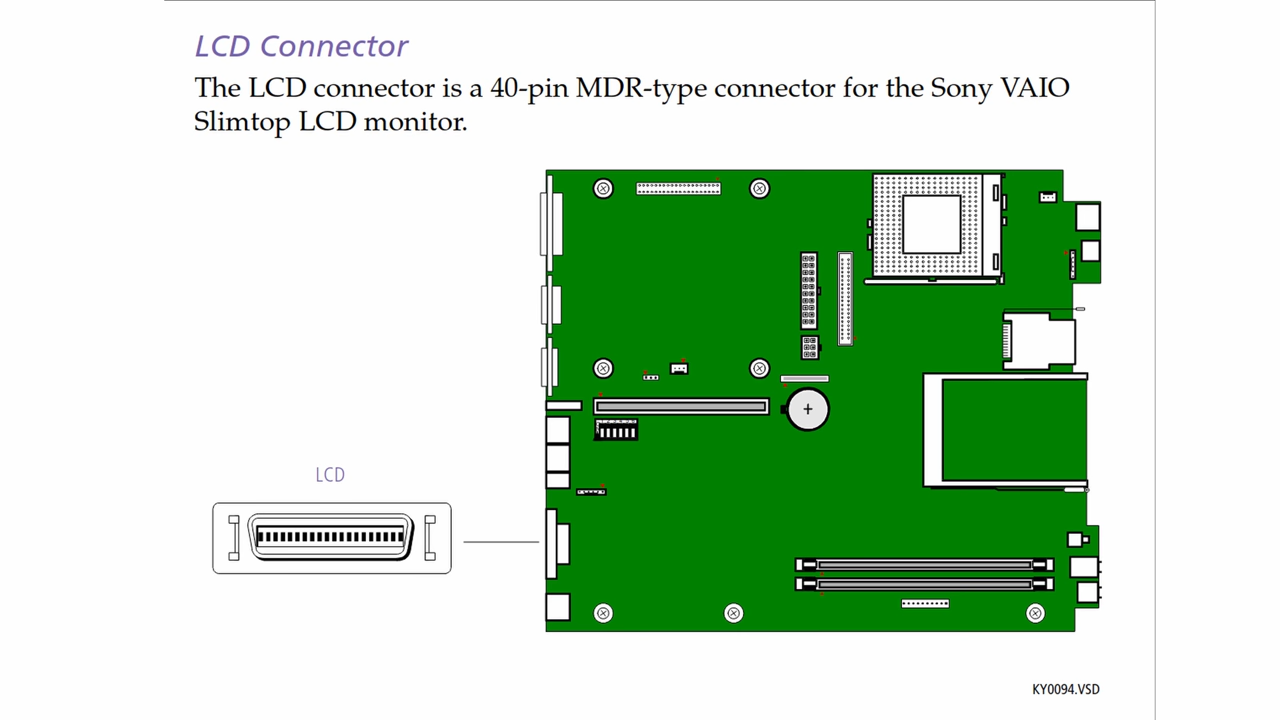 LCD Connector
The LCD connector is a 40-pin MDR-type connector for the Sony VAIO
Slimtop LCD monitor.
LCD
KY0094.VSD